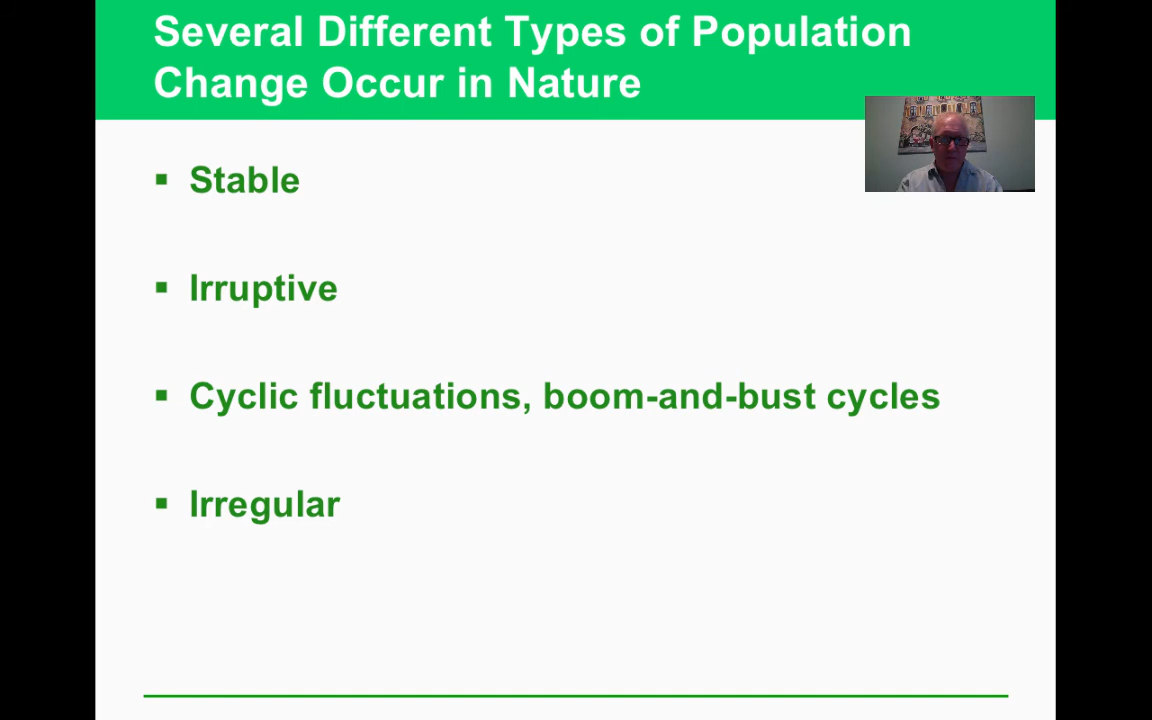 Several Different Types of Population
Change Occur in Nature
▪ Stable
▪ Irruptive
▪ Cyclic fluctuations, boom-and-bust cycles
▪ Irregular